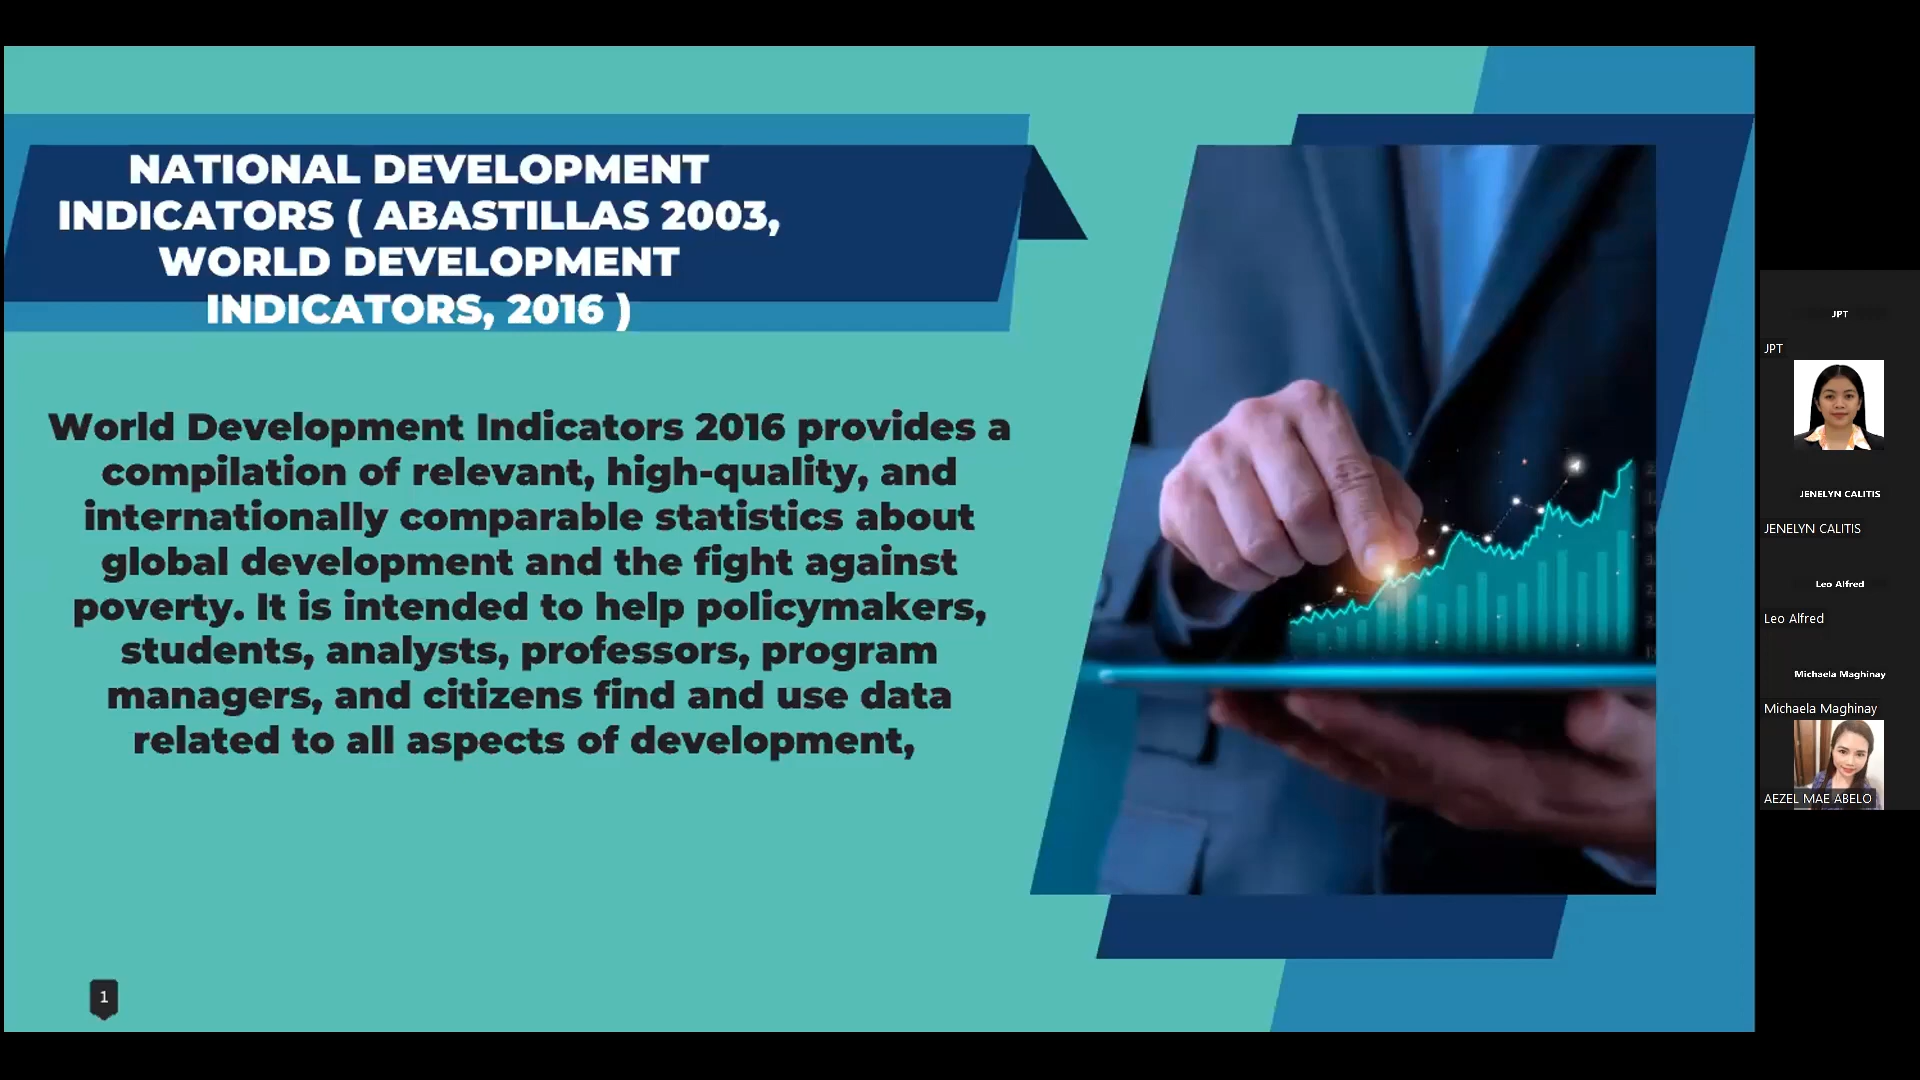 NATIONAL DEVELOPMENT
INDICATORS ( ABASTILLAS 2003,
WORLD DEVELOPMENT
INDICATORS, 2016 )
World Development Indicators 2016 provides a
compilation of relevant, high-quality, and
internationally comparable statistics about
global development and the fight against
poverty. It is intended to help policymakers,
students, analysts, professors, program
managers, and citizens find and use data
related to all aspects of development,
1
JPT
JPT
JENELYN CALITIS
JENELYN CALITIS
Leo Alfred
Leo Alfred
Michaela Maghinay
Michaela Maghinay
AEZEL MAE ABELO